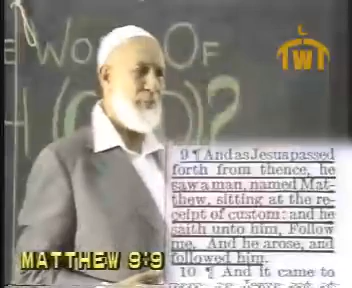 E WORD OF
H (G D)?
L
W
9 ¶ And as Jesus passed
forth from thence, he
saw a man, named Mat-
thew, sitting at the re-
ceipt of custom: and he
saith unto him, Follow
me. And he arose, and
followed him.
10 ¶ And it came to
MATTHEW 9:9